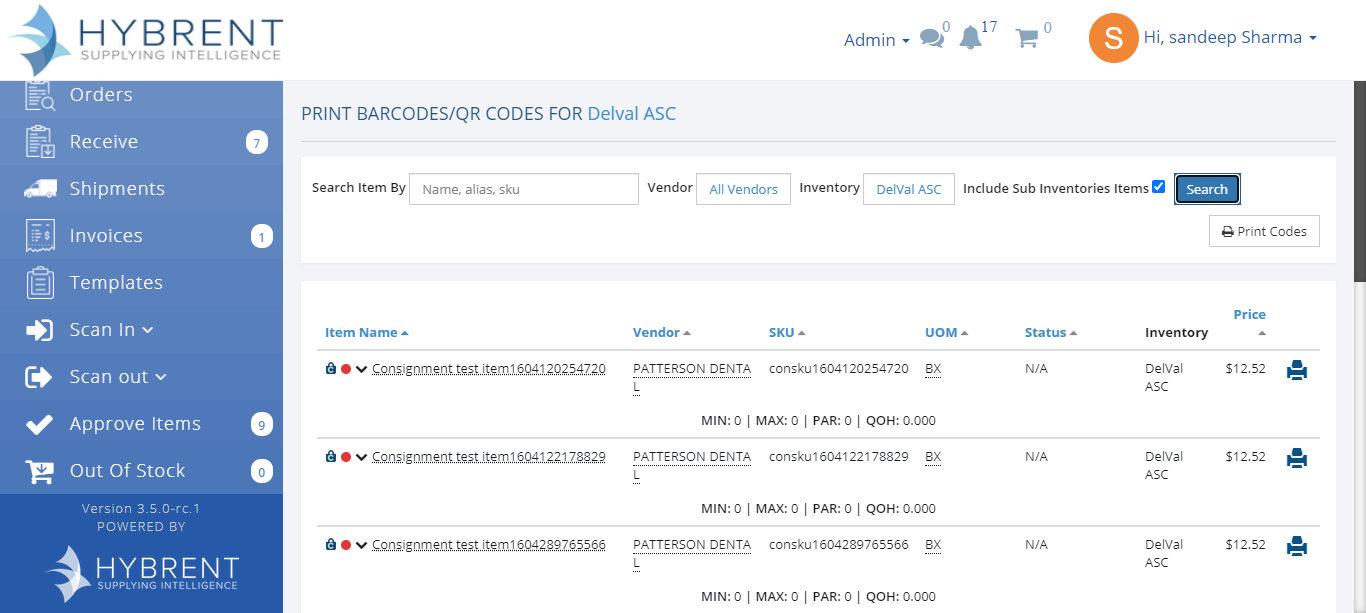 HYBRENT
SUPPLYING INTELLIGENCE
Admin 0 17 0 S Hi, sandeep Sharma
Orders
Receive 7
Shipments
Invoices 1
Templates
Scan In
Scan out
Approve Items 9
Out Of Stock 0
Version 3.5.0-rc.1
POWERED BY
HYBRENT
SUPPLYING INTELLIGENCE
PRINT BARCODES/QR CODES FOR Delval ASC
Search Item By Name, alias, sku Vendor All Vendors Inventory DelVal ASC Include Sub Inventories Items Search
Print Codes
Item Name Vendor SKU UOM Status Inventory Price
Consignment test item1604120254720 PATTERSON DENTA consku1604120254720 BX N/A DelVal $12.52
L ASC
MIN: 0 | MAX: 0 | PAR: 0 | QOH: 0.000
Consignment test item1604122178829 PATTERSON DENTA consku1604122178829 BX N/A DelVal $12.52
L ASC
MIN: 0 | MAX: 0 | PAR: 0 | QOH: 0.000
Consignment test item1604289765566 PATTERSON DENTA consku1604289765566 BX N/A DelVal $12.52
L ASC
MIN: 0 | MAX: 0 | PAR: 0 | QOH: 0.000